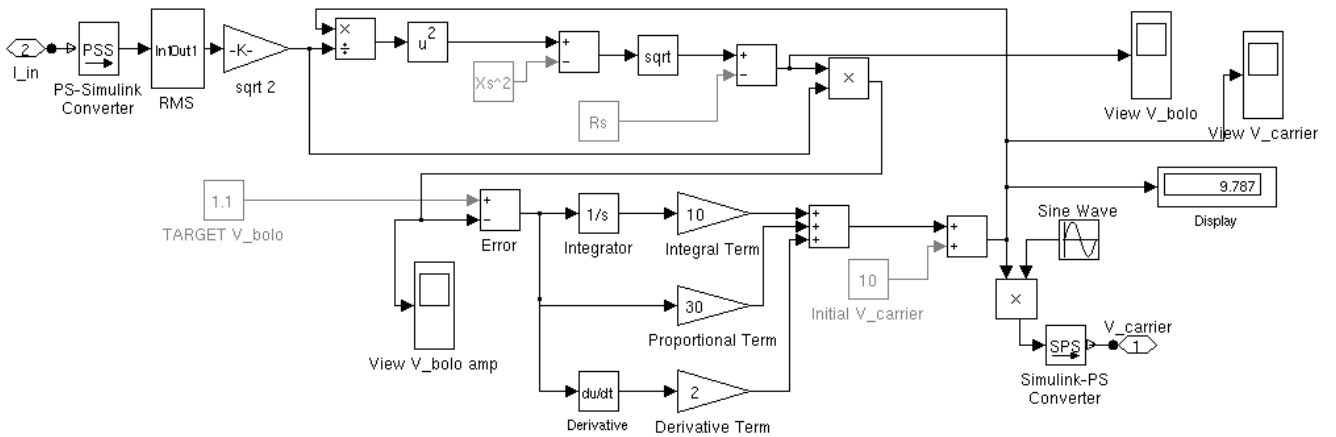 2
I_in
PSS
PS-Simulink
Converter
In1Out1
RMS
-K-
sqrt 2
×
÷
u²
Xs^2
+
−
sqrt
Rs
+
−
×
View V_bolo
View V_carrier
1.1
TARGET V_bolo
+
−
Error
1/s
Integrator
10
Integral Term
+
+
+
10
Initial V_carrier
+
+
9.787
Display
Sine Wave
×
View V_bolo amp
30
Proportional Term
du/dt
Derivative
2
Derivative Term
SPS
Simulink-PS
Converter
V_carrier
1